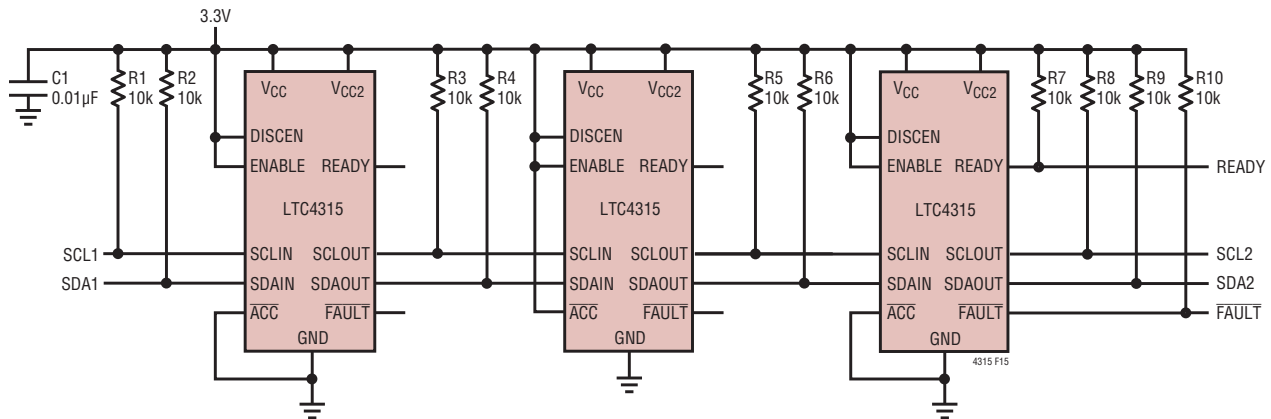 3.3V
C1
0.01µF
R1
10k
R2
10k
R3
10k
R4
10k
R5
10k
R6
10k
R7
10k
R8
10k
R9
10k
R10
10k
VCC
VCC2
DISCEN
ENABLE
READY
LTC4315
SCLIN
SCLOUT
SDAIN
SDAOUT
ACC
FAULT
GND
VCC
VCC2
DISCEN
ENABLE
READY
LTC4315
SCLIN
SCLOUT
SDAIN
SDAOUT
ACC
FAULT
GND
VCC
VCC2
DISCEN
ENABLE
READY
LTC4315
SCLIN
SCLOUT
SDAIN
SDAOUT
ACC
FAULT
GND
4315 F15
SCL1
SDA1
READY
SCL2
SDA2
FAULT